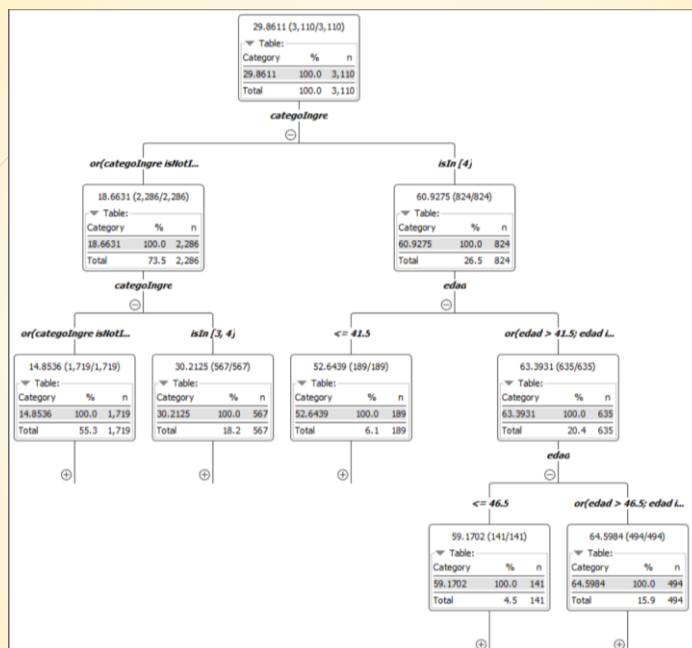 29.8611 (3,110/3,110)
Table:
Category % n
29.8611 100.0 3,110
Total 100.0 3,110
categoIngre
or(categoIngre isNotI...
isIn [4]
18.6631 (2,286/2,286)
Table:
Category % n
18.6631 100.0 2,286
Total 73.5 2,286
60.9275 (824/824)
Table:
Category % n
60.9275 100.0 824
Total 26.5 824
categoIngre
edad
or(categoIngre isNotI...
isIn [3, 4]
<= 41.5
or(edad > 41.5; edad i...
14.8536 (1,719/1,719)
Table:
Category % n
14.8536 100.0 1,719
Total 55.3 1,719
30.2125 (567/567)
Table:
Category % n
30.2125 100.0 567
Total 18.2 567
52.6439 (189/189)
Table:
Category % n
52.6439 100.0 189
Total 6.1 189
63.3931 (635/635)
Table:
Category % n
63.3931 100.0 635
Total 20.4 635
edad
<= 46.5
or(edad > 46.5; edad i...
59.1702 (141/141)
Table:
Category % n
59.1702 100.0 141
Total 4.5 141
64.5984 (494/494)
Table:
Category % n
64.5984 100.0 494
Total 15.9 494